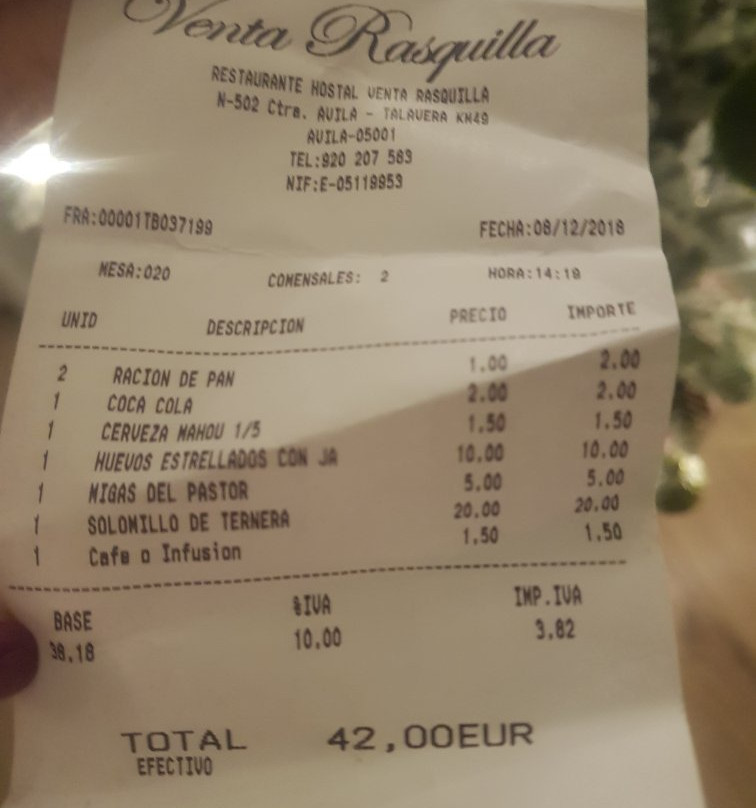 Venta Rasquilla
RESTAURANTE HOSTAL VENTA RASQUILLA
N-502 Ctra. AVILA - TALAVERA KM49
AVILA-05001
TEL:920 207 563
NIF:E-05119953
FRA:00001TB037199 FECHA:08/12/2018
MESA:020 COMENSALES: 2 HORA:14:19
UNID DESCRIPCION PRECIO IMPORTE
2 RACION DE PAN 1.00 2.00
1 COCA COLA 2.00 2.00
1 CERVEZA MAHOU 1/5 1.50 1.50
1 HUEVOS ESTRELLADOS CON JA 10.00 10.00
1 MIGAS DEL PASTOR 5.00 5.00
1 SOLOMILLO DE TERNERA 20.00 20.00
1 Cafe o Infusion 1.50 1.50
BASE %IVA IMP.IVA
38.18 10.00 3.82
TOTAL 42,00EUR
EFECTIVO